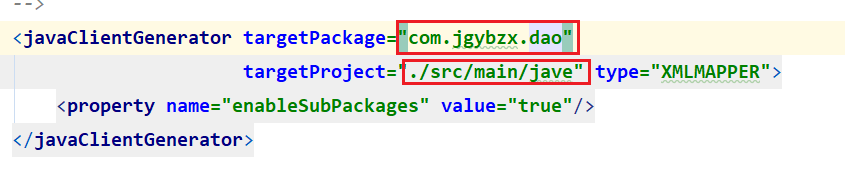 -->
<javaClientGenerator targetPackage="com.jgybzx.dao"
targetProject="./src/main/jave" type="XMLMAPPER">
<property name="enableSubPackages" value="true"/>
</javaClientGenerator>